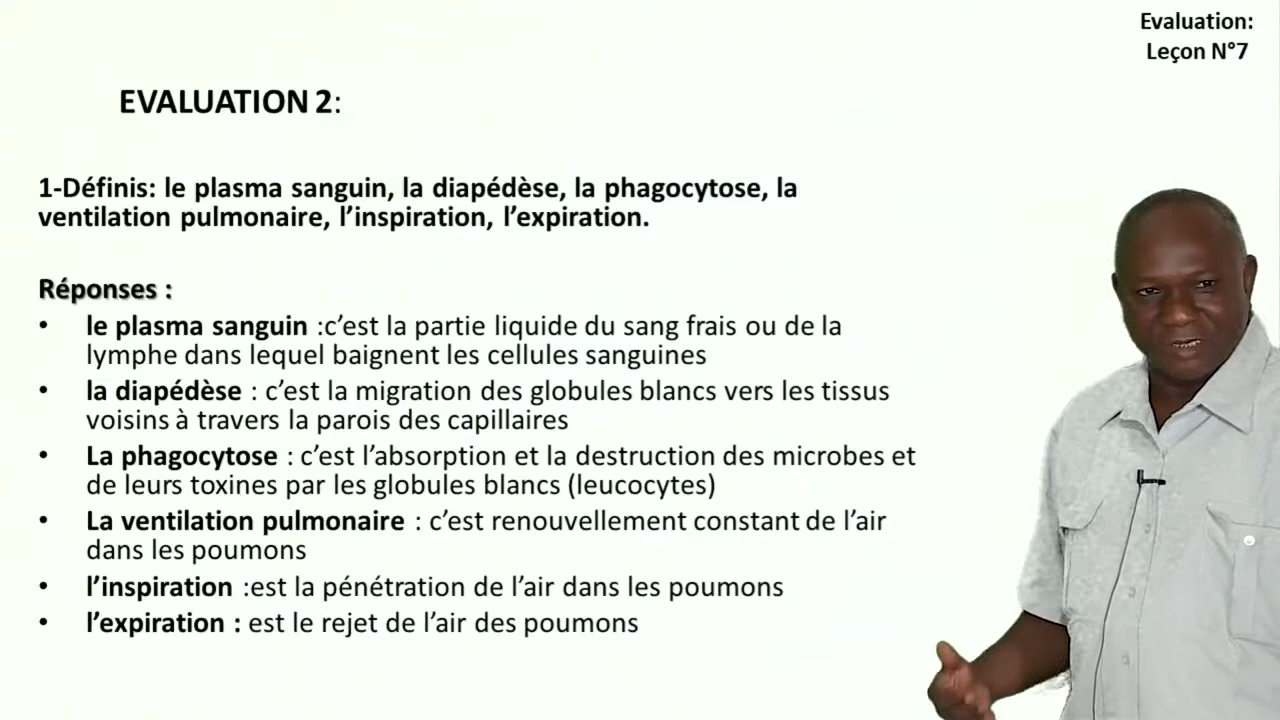 Evaluation:
Leçon N°7
EVALUATION 2:
1-Définis: le plasma sanguin, la diapédèse, la phagocytose, la
ventilation pulmonaire, l’inspiration, l’expiration.
Réponses :
• le plasma sanguin :c’est la partie liquide du sang frais ou de la
lymphe dans lequel baignent les cellules sanguines
• la diapédèse : c’est la migration des globules blancs vers les tissus
voisins à travers la parois des capillaires
• La phagocytose : c’est l’absorption et la destruction des microbes et
de leurs toxines par les globules blancs (leucocytes)
• La ventilation pulmonaire : c’est renouvellement constant de l’air
dans les poumons
• l’inspiration :est la pénétration de l’air dans les poumons
• l’expiration : est le rejet de l’air des poumons